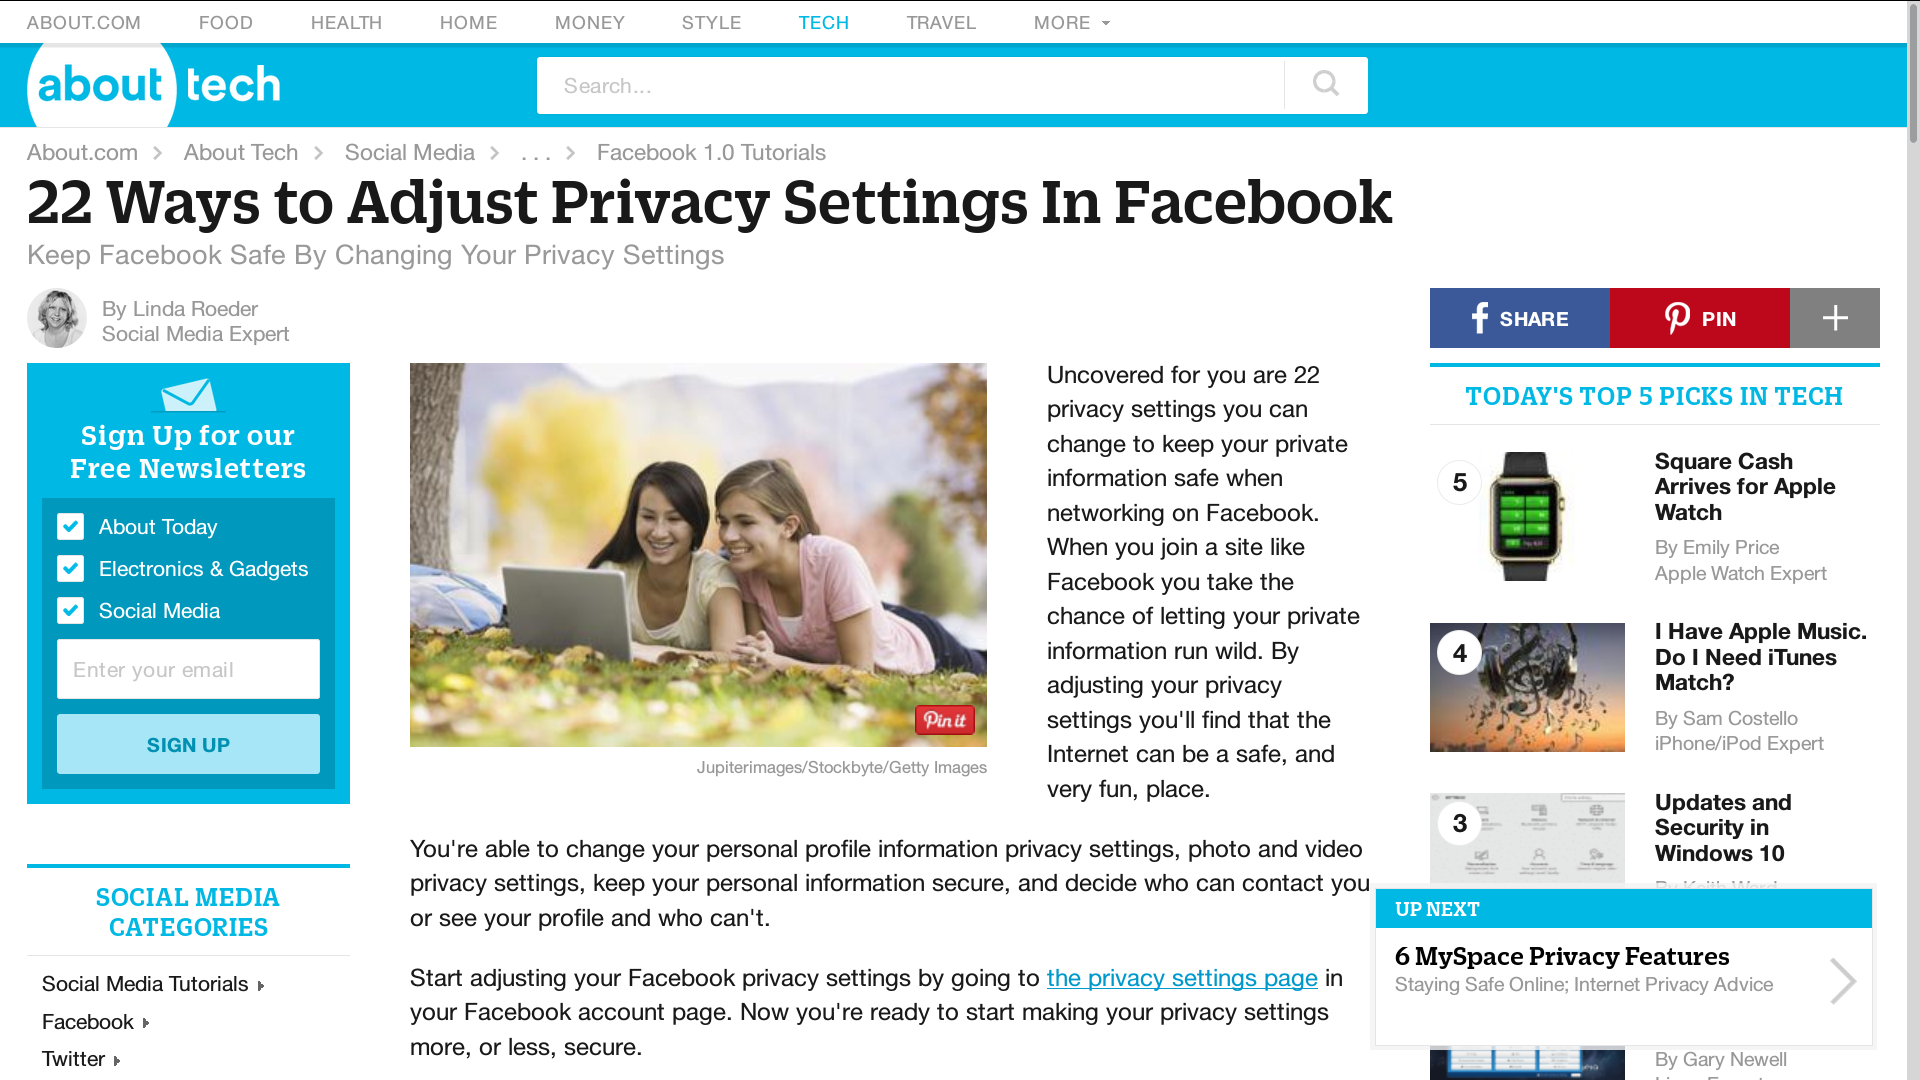 ABOUT.COM FOOD HEALTH HOME MONEY STYLE TECH TRAVEL MORE
about tech
Search...
About.com About Tech Social Media . . . Facebook 1.0 Tutorials
22 Ways to Adjust Privacy Settings In Facebook
Keep Facebook Safe By Changing Your Privacy Settings
By Linda Roeder
Social Media Expert
SHARE
PIN
Sign Up for our
Free Newsletters
About Today
Electronics & Gadgets
Social Media
Enter your email
SIGN UP
SOCIAL MEDIA
CATEGORIES
Social Media Tutorials
Facebook
Twitter
Pin it
Jupiterimages/Stockbyte/Getty Images
Uncovered for you are 22
privacy settings you can
change to keep your private
information safe when
networking on Facebook.
When you join a site like
Facebook you take the
chance of letting your private
information run wild. By
adjusting your privacy
settings you'll find that the
Internet can be a safe, and
very fun, place.
You're able to change your personal profile information privacy settings, photo and video
privacy settings, keep your personal information secure, and decide who can contact you
or see your profile and who can't.
Start adjusting your Facebook privacy settings by going to the privacy settings page in
your Facebook account page. Now you're ready to start making your privacy settings
more, or less, secure.
TODAY'S TOP 5 PICKS IN TECH
5
Square Cash
Arrives for Apple
Watch
By Emily Price
Apple Watch Expert
4
I Have Apple Music.
Do I Need iTunes
Match?
By Sam Costello
iPhone/iPod Expert
3
Updates and
Security in
Windows 10
By Keith Ward
UP NEXT
6 MySpace Privacy Features
Staying Safe Online; Internet Privacy Advice
By Gary Newell